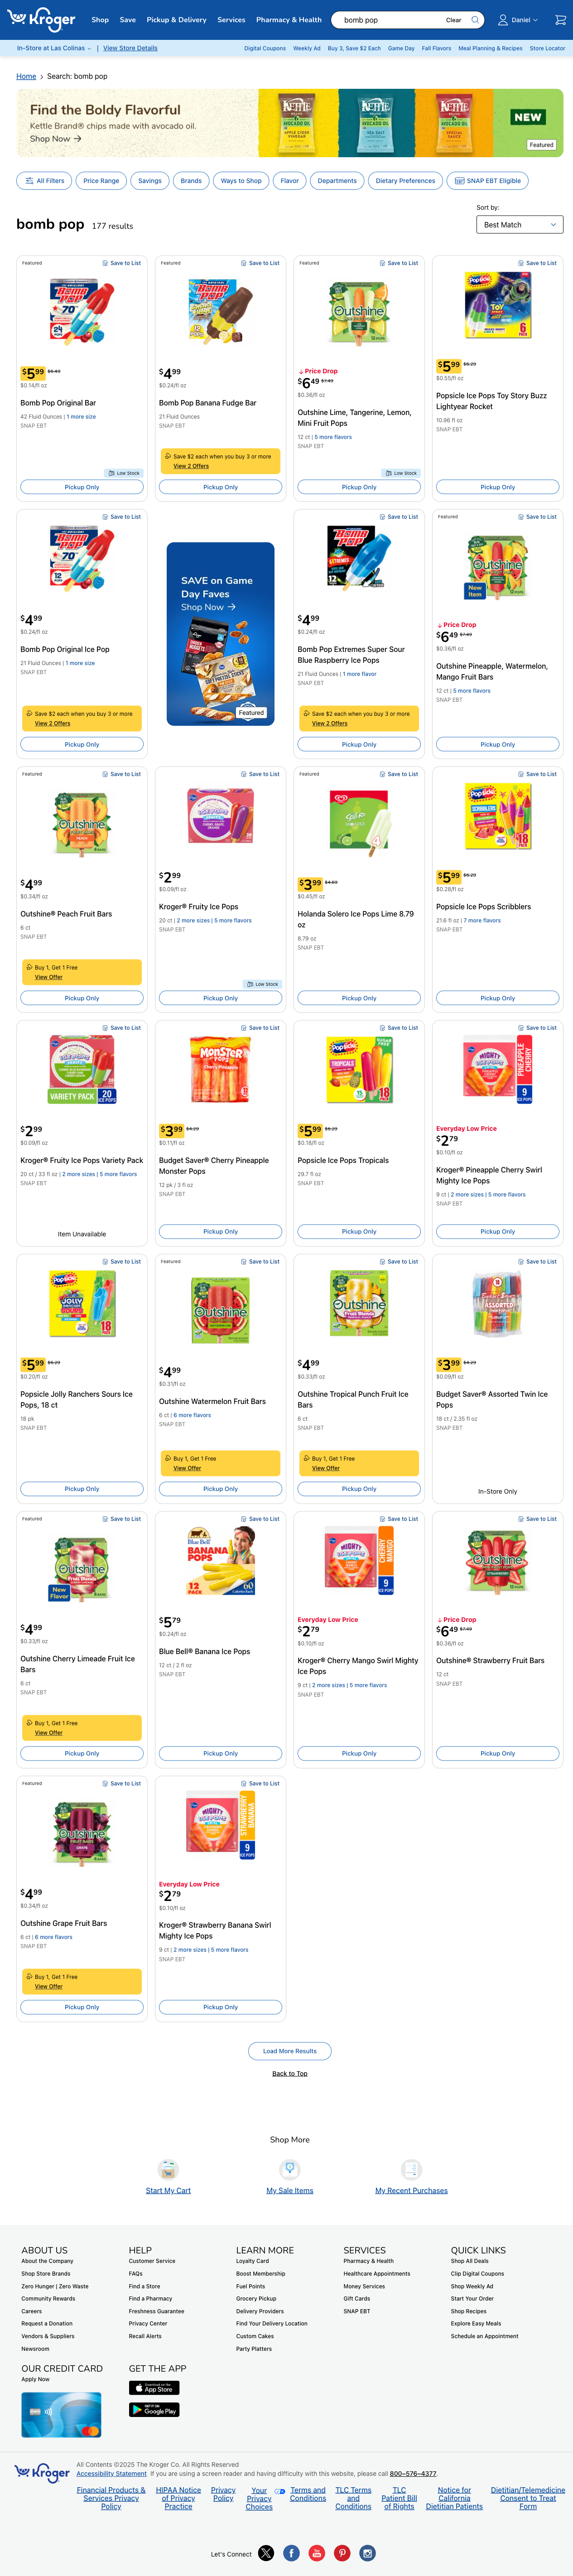 Kroger
Shop Save Pickup & Delivery Services Pharmacy & Health
bomb pop Clear
Daniel
In-Store at Las Colinas | View Store Details
Digital Coupons Weekly Ad Buy 3, Save $2 Each Game Day Fall Flavors Meal Planning & Recipes Store Locator
Home > Search: bomb pop
Find the Boldly Flavorful
Kettle Brand® chips made with avocado oil.
Shop Now →
KETTLE KETTLE KETTLE
NEW
Featured
All Filters Price Range Savings Brands Ways to Shop Flavor Departments Dietary Preferences SNAP EBT Eligible
Sort by:
bomb pop 177 results
Best Match
Featured Save to List
$5.99 $6.49
$0.14/fl oz
Bomb Pop Original Bar
42 Fluid Ounces | 1 more size
SNAP EBT
Low Stock
Pickup Only
Featured Save to List
$4.99
$0.24/fl oz
Bomb Pop Banana Fudge Bar
21 Fluid Ounces
SNAP EBT
Save $2 each when you buy 3 or more
View 2 Offers
Pickup Only
Featured Save to List
Price Drop
$6.49 $7.49
$0.36/fl oz
Outshine Lime, Tangerine, Lemon,
Mini Fruit Pops
12 ct | 5 more flavors
SNAP EBT
Low Stock
Pickup Only
Save to List
$5.99 $6.29
$0.55/fl oz
Popsicle Ice Pops Toy Story Buzz
Lightyear Rocket
10.96 fl oz
SNAP EBT
Pickup Only
Save to List
$4.99
$0.24/fl oz
Bomb Pop Original Ice Pop
21 Fluid Ounces | 1 more size
SNAP EBT
Save $2 each when you buy 3 or more
View 2 Offers
Pickup Only
SAVE on Game
Day Faves
Shop Now →
Featured
Save to List
$4.99
$0.24/fl oz
Bomb Pop Extremes Super Sour
Blue Raspberry Ice Pops
21 Fluid Ounces | 1 more flavor
SNAP EBT
Save $2 each when you buy 3 or more
View 2 Offers
Pickup Only
Featured Save to List
New
Item
Price Drop
$6.49 $7.49
$0.36/fl oz
Outshine Pineapple, Watermelon,
Mango Fruit Bars
12 ct | 5 more flavors
SNAP EBT
Pickup Only
Featured Save to List
$4.99
$0.34/fl oz
Outshine® Peach Fruit Bars
6 ct
SNAP EBT
Buy 1, Get 1 Free
View Offer
Pickup Only
Save to List
$2.99
$0.09/fl oz
Kroger® Fruity Ice Pops
20 ct | 2 more sizes | 5 more flavors
SNAP EBT
Low Stock
Pickup Only
Featured Save to List
$3.99 $4.69
$0.45/fl oz
Holanda Solero Ice Pops Lime 8.79
oz
8.79 oz
SNAP EBT
Pickup Only
Save to List
$5.99 $6.29
$0.28/fl oz
Popsicle Ice Pops Scribblers
21.6 fl oz | 7 more flavors
SNAP EBT
Pickup Only
Save to List
VARIETY PACK 20 ICE POPS
$2.99
$0.09/fl oz
Kroger® Fruity Ice Pops Variety Pack
20 ct / 33 fl oz | 2 more sizes | 5 more flavors
SNAP EBT
Item Unavailable
Save to List
$3.99 $4.29
$0.11/fl oz
Budget Saver® Cherry Pineapple
Monster Pops
12 pk / 3 fl oz
SNAP EBT
Pickup Only
Save to List
$5.99 $6.29
$0.18/fl oz
Popsicle Ice Pops Tropicals
29.7 fl oz
SNAP EBT
Pickup Only
Save to List
PINEAPPLE CHERRY
9 ICE POPS
Everyday Low Price
$2.79
$0.10/fl oz
Kroger® Pineapple Cherry Swirl
Mighty Ice Pops
9 ct | 2 more sizes | 5 more flavors
SNAP EBT
Pickup Only
Save to List
$5.99 $6.29
$0.20/fl oz
Popsicle Jolly Ranchers Sours Ice
Pops, 18 ct
18 pk
SNAP EBT
Pickup Only
Featured Save to List
$4.99
$0.31/fl oz
Outshine Watermelon Fruit Bars
6 ct | 6 more flavors
SNAP EBT
Buy 1, Get 1 Free
View Offer
Pickup Only
Save to List
$4.99
$0.33/fl oz
Outshine Tropical Punch Fruit Ice
Bars
6 ct
SNAP EBT
Buy 1, Get 1 Free
View Offer
Pickup Only
Save to List
$3.99 $4.29
$0.09/fl oz
Budget Saver® Assorted Twin Ice
Pops
18 ct / 2.35 fl oz
SNAP EBT
In-Store Only
Featured Save to List
New
Flavor
$4.99
$0.33/fl oz
Outshine Cherry Limeade Fruit Ice
Bars
6 ct
SNAP EBT
Buy 1, Get 1 Free
View Offer
Pickup Only
Save to List
Blue Bell
BANANA
POPS
12
PACK
60
$5.79
$0.24/fl oz
Blue Bell® Banana Ice Pops
12 ct / 2 fl oz
SNAP EBT
Pickup Only
Save to List
CHERRY MANGO
9 ICE POPS
Everyday Low Price
$2.79
$0.10/fl oz
Kroger® Cherry Mango Swirl Mighty
Ice Pops
9 ct | 2 more sizes | 5 more flavors
SNAP EBT
Pickup Only
Save to List
Price Drop
$6.49 $7.49
$0.36/fl oz
Outshine® Strawberry Fruit Bars
12 ct
SNAP EBT
Pickup Only
Featured Save to List
$4.99
$0.34/fl oz
Outshine Grape Fruit Bars
6 ct | 6 more flavors
SNAP EBT
Buy 1, Get 1 Free
View Offer
Pickup Only
Save to List
STRAWBERRY BANANA
9 ICE POPS
Everyday Low Price
$2.79
$0.10/fl oz
Kroger® Strawberry Banana Swirl
Mighty Ice Pops
9 ct | 2 more sizes | 5 more flavors
SNAP EBT
Pickup Only
Load More Results
Back to Top
Shop More
Start My Cart My Sale Items My Recent Purchases
ABOUT US
About the Company
Shop Store Brands
Zero Hunger | Zero Waste
Community Rewards
Careers
Request a Donation
Vendors & Suppliers
Newsroom
HELP
Customer Service
FAQs
Find a Store
Find a Pharmacy
Freshness Guarantee
Privacy Center
Recall Alerts
LEARN MORE
Loyalty Card
Boost Membership
Fuel Points
Grocery Pickup
Delivery Providers
Find Your Delivery Location
Custom Cakes
Party Platters
SERVICES
Pharmacy & Health
Healthcare Appointments
Money Services
Gift Cards
SNAP EBT
QUICK LINKS
Shop All Deals
Clip Digital Coupons
Shop Weekly Ad
Start Your Order
Shop Recipes
Explore Easy Meals
Schedule an Appointment
OUR CREDIT CARD
Apply Now
GET THE APP
Download on the
App Store
GET IT ON
Google Play
Kroger
All Contents ©2025 The Kroger Co. All Rights Reserved
Accessibility Statement If you are using a screen reader and having difficulty with this website, please call 800-576-4377.
Financial Products &
Services Privacy
Policy
HIPAA Notice
of Privacy
Practice
Privacy
Policy
Your
Privacy
Choices
Terms and
Conditions
TLC Terms
and
Conditions
TLC
Patient Bill
of Rights
Notice for
California
Dietitian Patients
Dietitian/Telemedicine
Consent to Treat
Form
Let's Connect